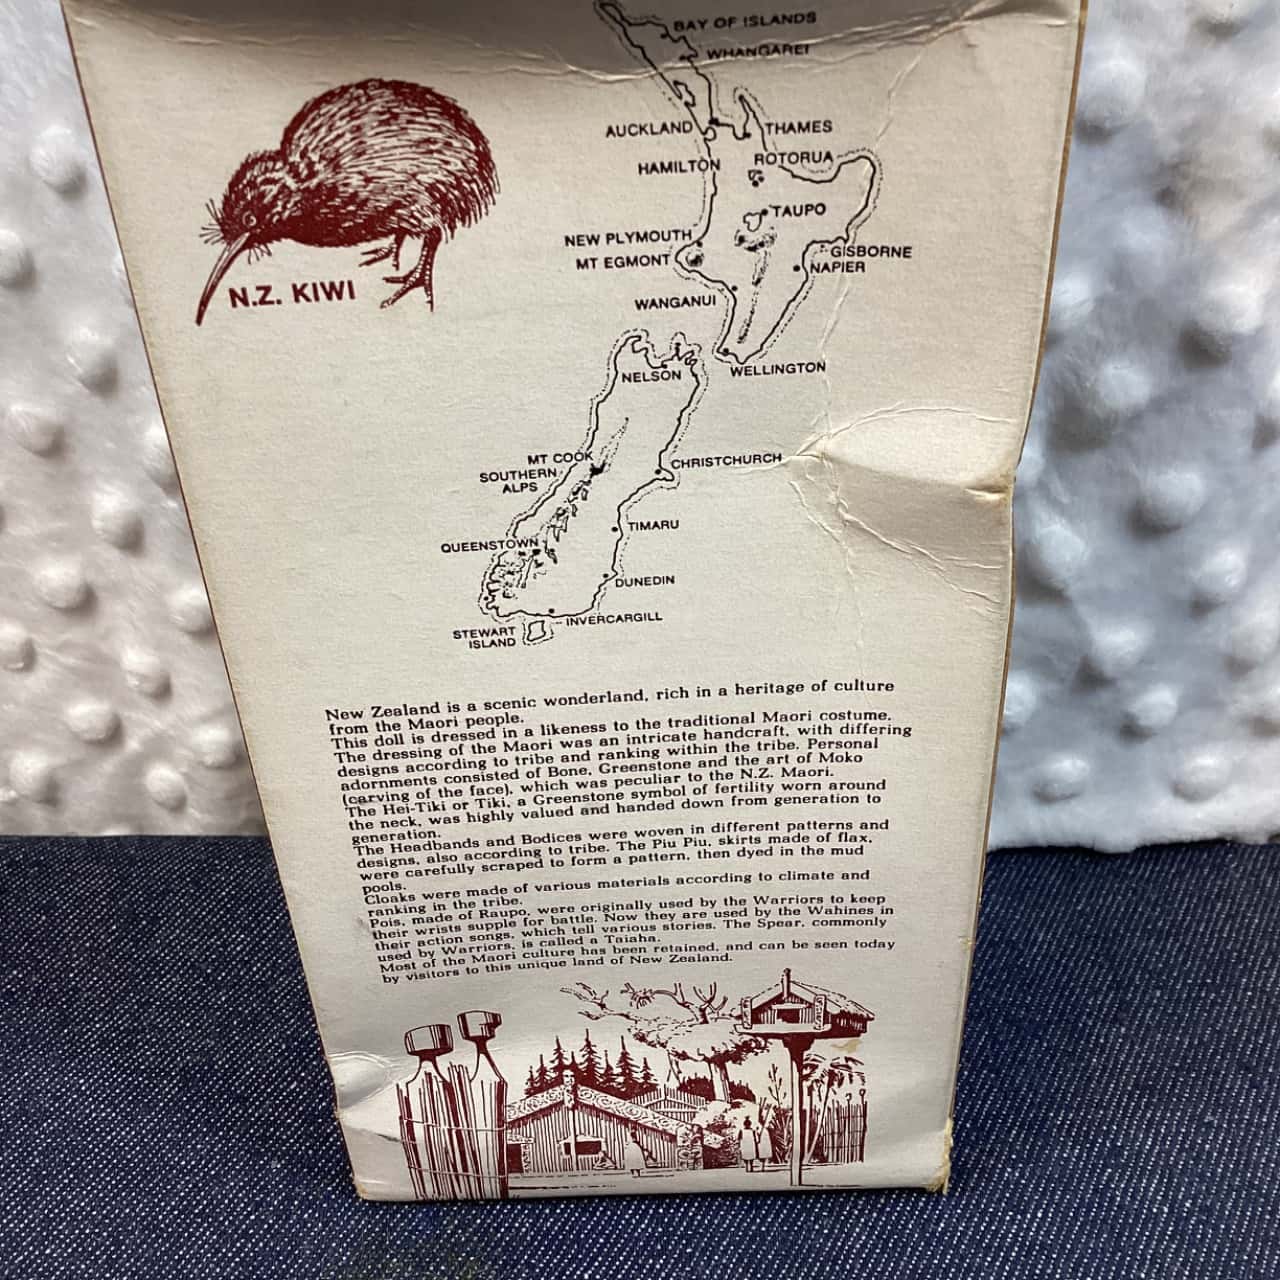 BAY OF ISLANDS
WHANGAREI
AUCKLAND
THAMES
HAMILTON
ROTORUA
TAUPO
NEW PLYMOUTH
MT EGMONT
GISBORNE
NAPIER
WANGANUI
N.Z. KIWI
WELLINGTON
NELSON
MT COOK
SOUTHERN
ALPS
CHRISTCHURCH
TIMARU
QUEENSTOWN
DUNEDIN
INVERCARGILL
STEWART
ISLAND
New Zealand is a scenic wonderland, rich in a heritage of culture
from the Maori people.
This doll is dressed in a likeness to the traditional Maori costume.
The dressing of the Maori was an intricate handcraft, with differing
designs according to tribe and ranking within the tribe. Personal
adornments consisted of Bone, Greenstone and the art of Moko
(carving of the face), which was peculiar to the N.Z. Maori.
The Hei-Tiki or Tiki, a Greenstone symbol of fertility worn around
the neck, was highly valued and handed down from generation to
generation.
The Headbands and Bodices were woven in different patterns and
designs, also according to tribe. The Piu Piu, skirts made of flax,
were carefully scraped to form a pattern, then dyed in the mud
pools.
Cloaks were made of various materials according to climate and
ranking in the tribe.
Pois, made of Raupo, were originally used by the Warriors to keep
their wrists supple for battle. Now they are used by the Wahines in
their action songs, which tell various stories. The Spear, commonly
used by Warriors, is called a Taiaha.
Most of the Maori culture has been retained, and can be seen today
by visitors to this unique land of New Zealand.